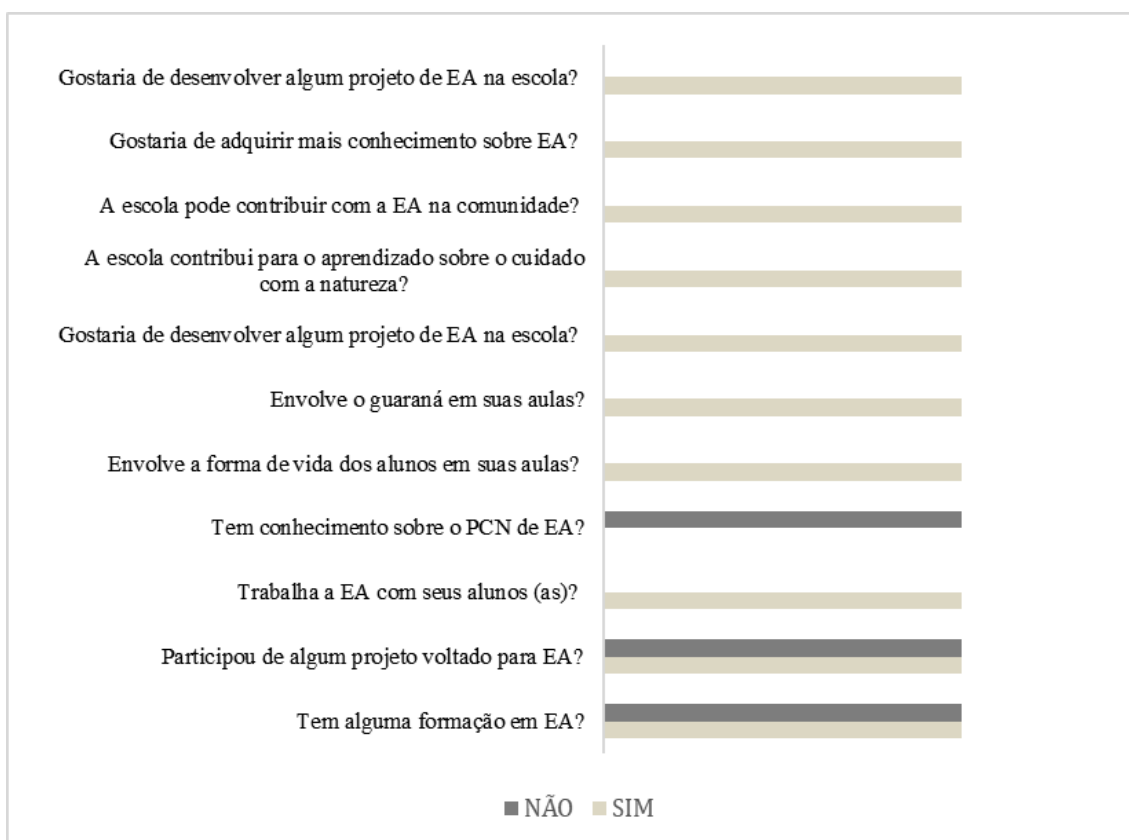 Gostaria de desenvolver algum projeto de EA na escola?
Gostaria de adquirir mais conhecimento sobre EA?
A escola pode contribuir com a EA na comunidade?
A escola contribui para o aprendizado sobre o cuidado
com a natureza?
Gostaria de desenvolver algum projeto de EA na escola?
Envolve o guaraná em suas aulas?
Envolve a forma de vida dos alunos em suas aulas?
Tem conhecimento sobre o PCN de EA?
Trabalha a EA com seus alunos (as)?
Participou de algum projeto voltado para EA?
Tem alguma formação em EA?
NÃO SIM